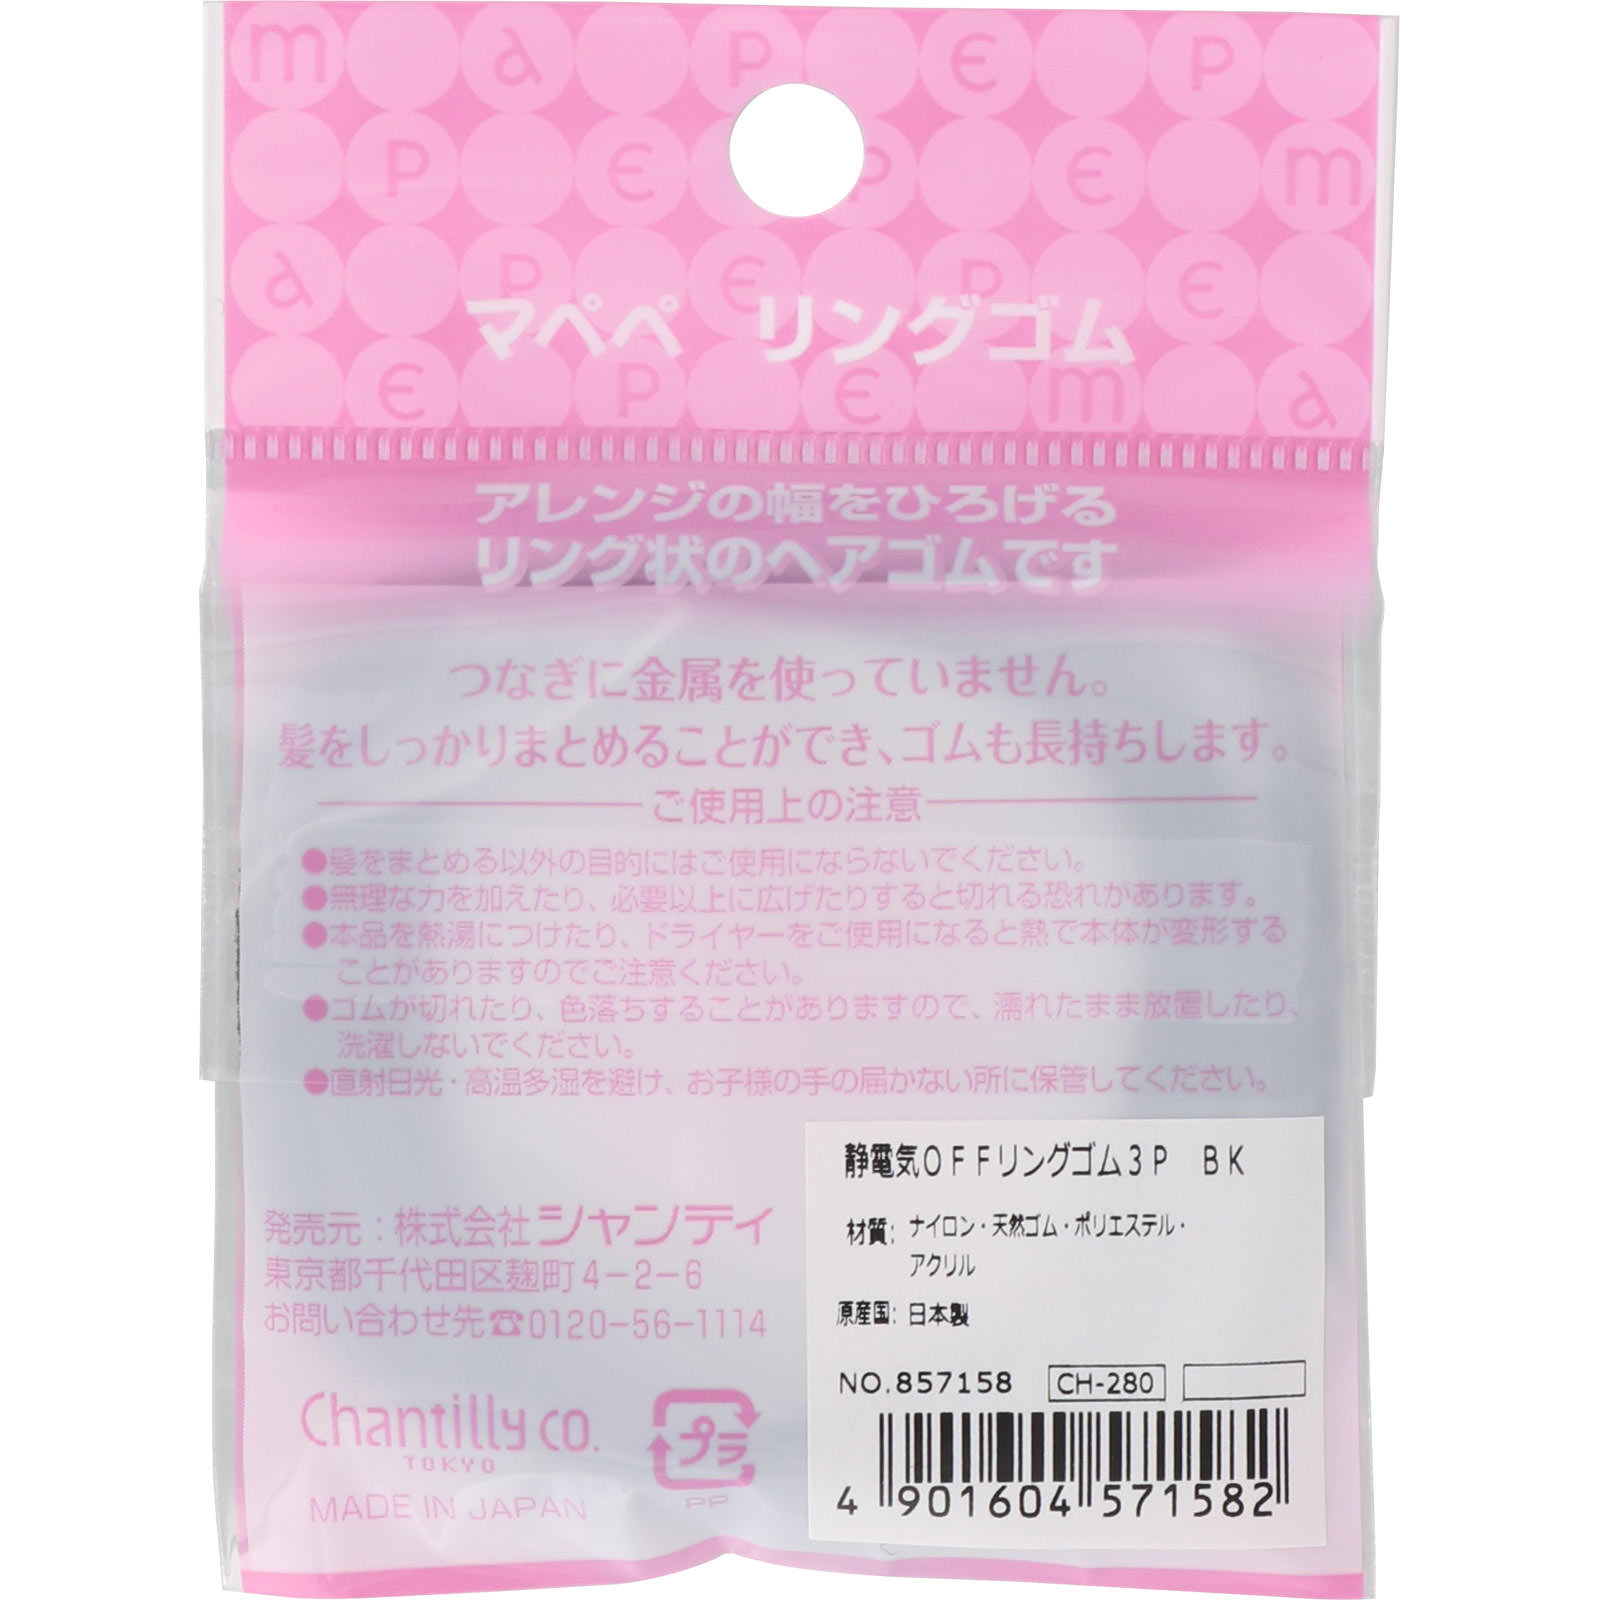 m a P e P
P e P e m
a P e P e
マペペ リングゴム
e P e m a
アレンジの幅をひろげる
リング状のヘアゴムです
つなぎに金属を使っていません。
髪をしっかりまとめることができ、ゴムも長持ちします。
ご使用上の注意
●髪をまとめる以外の目的にはご使用にならないでください。
●無理な力を加えたり、必要以上に広げたりすると切れる恐れがあります。
●本品を熱湯につけたり、ドライヤーをご使用になると熱で本体が変形する
ことがありますのでご注意ください。
●ゴムが切れたり、色落ちすることがありますので、濡れたまま放置したり、
洗濯しないでください。
●直射日光・高温多湿を避け、お子様の手の届かない所に保管してください。
発売元：株式会社シャンティ
東京都千代田区麹町4-2-6
お問い合わせ先☎0120-56-1114
Chantilly co.
TOKYO
MADE IN JAPAN
プラ
PP
静電気OFFリングゴム3P BK
材質：ナイロン・天然ゴム・ポリエステル・
アクリル
原産国：日本製
NO.857158 CH-280
4 901604 571582